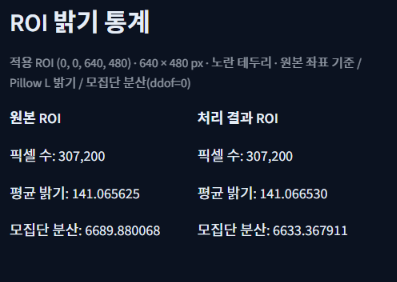 ROI 밝기 통계
적용 ROI (0, 0, 640, 480) · 640 × 480 px · 노란 테두리 · 원본 좌표 기준 /
Pillow L 밝기 / 모집단 분산(ddof=0)
원본 ROI
픽셀 수: 307,200
평균 밝기: 141.065625
모집단 분산: 6689.880068
처리 결과 ROI
픽셀 수: 307,200
평균 밝기: 141.066530
모집단 분산: 6633.367911